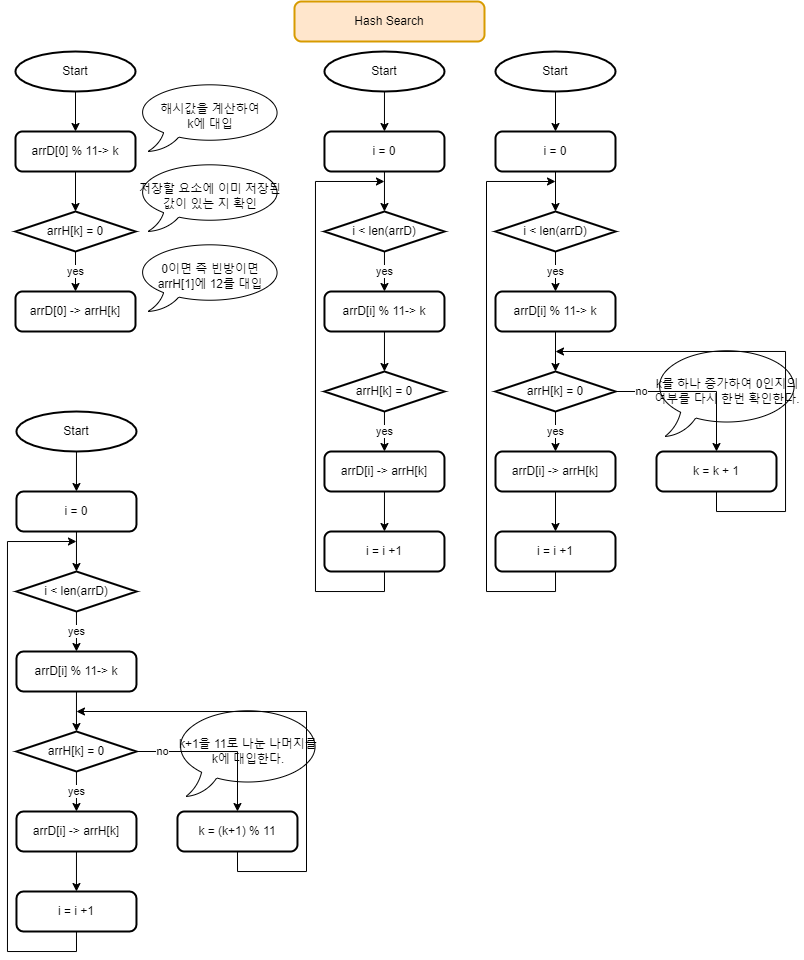 Hash Search
Start
arrD[0] % 11-> k
arrH[k] = 0
yes
arrD[0] -> arrH[k]
해시값을 계산하여
k에 대입
저장할 요소에 이미 저장된
값이 있는 지 확인
0이면 즉 빈방이면
arrH[1]에 12를 대입
Start
i = 0
i < len(arrD)
yes
arrD[i] % 11-> k
arrH[k] = 0
yes
arrD[i] -> arrH[k]
i = i +1
Start
i = 0
i < len(arrD)
yes
arrD[i] % 11-> k
arrH[k] = 0
no
yes
arrD[i] -> arrH[k]
i = i +1
k를 하나 증가하여 0인지의
여부를 다시 한번 확인한다.
k = k + 1
Start
i = 0
i < len(arrD)
yes
arrD[i] % 11-> k
arrH[k] = 0
no
yes
arrD[i] -> arrH[k]
i = i +1
k+1을 11로 나눈 나머지를
k에 대입한다.
k = (k+1) % 11